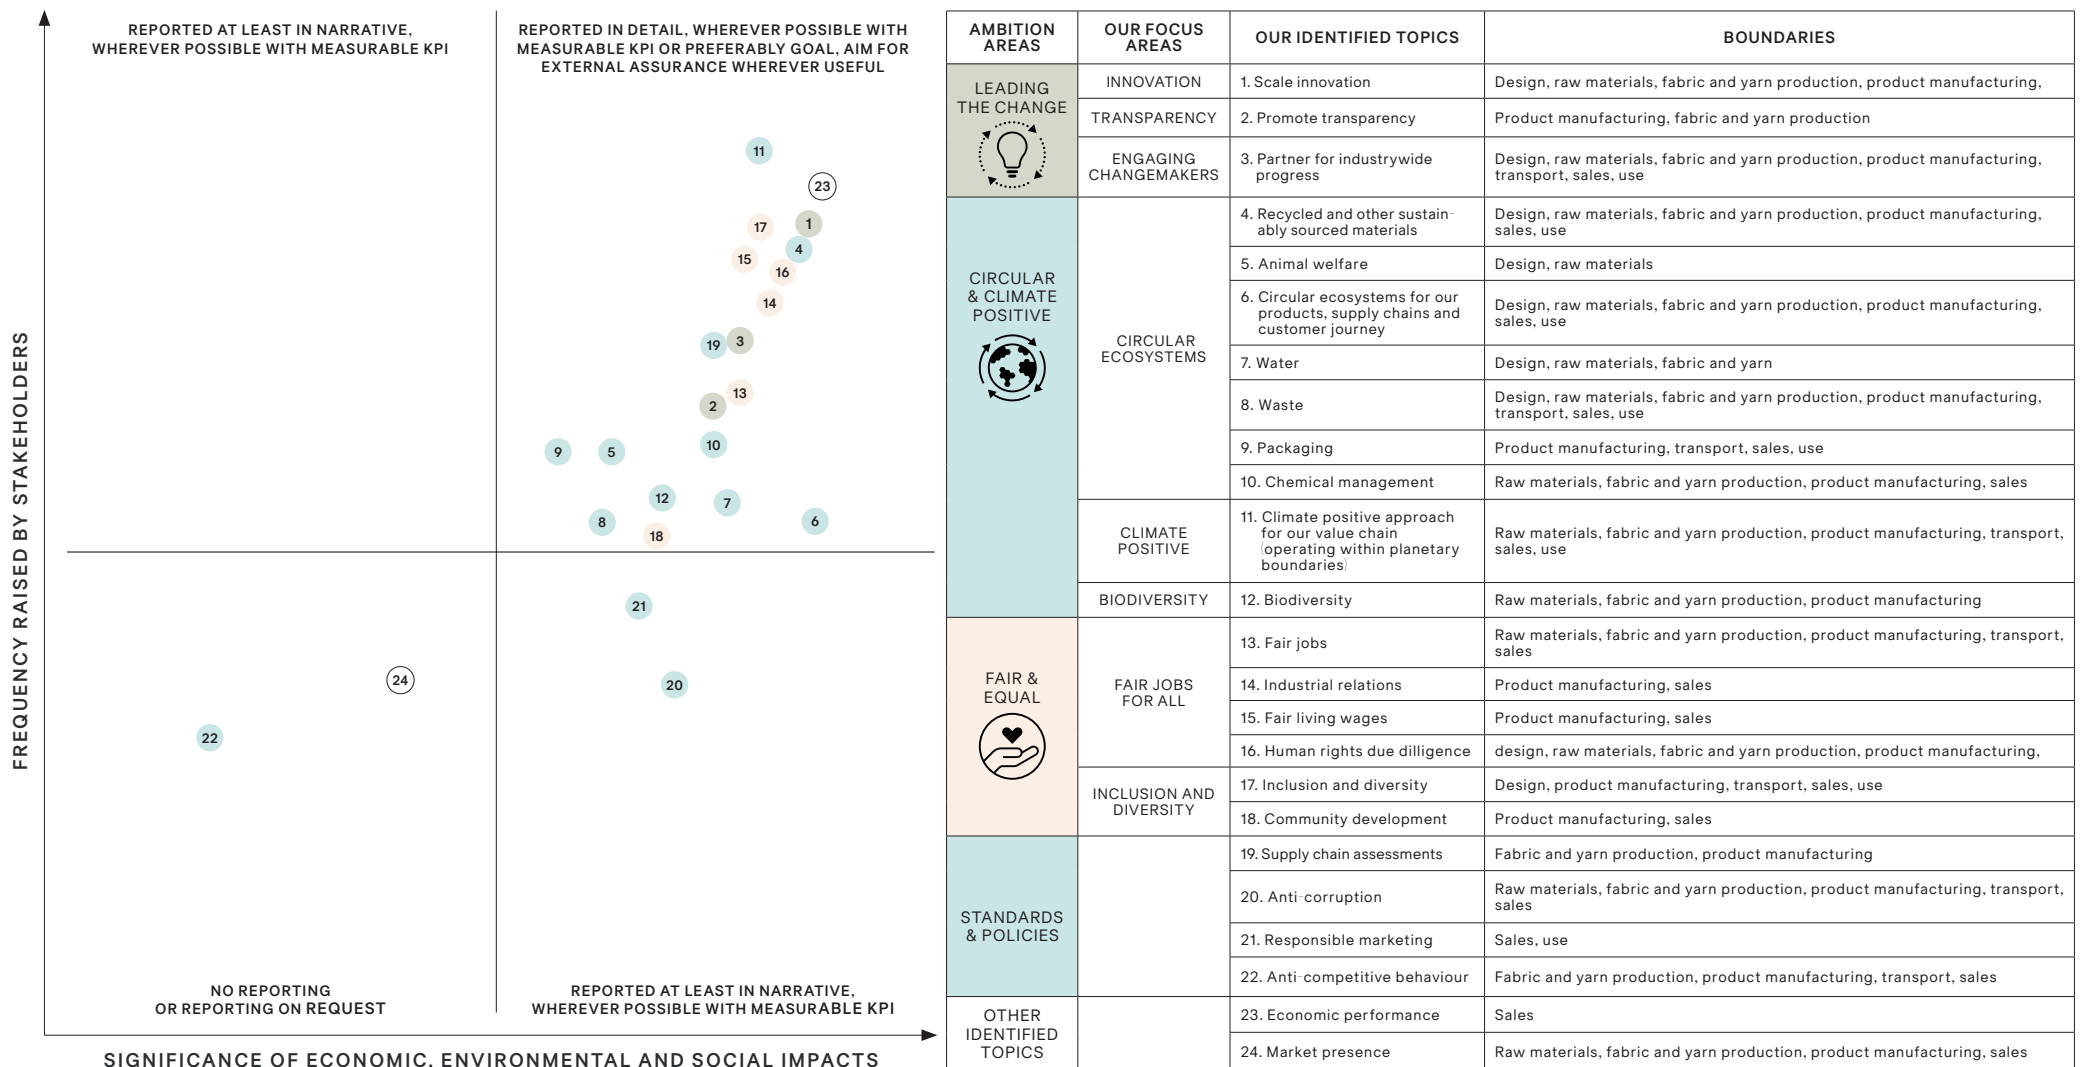 REPORTED AT LEAST IN NARRATIVE,
WHEREVER POSSIBLE WITH MEASURABLE KPI
REPORTED IN DETAIL, WHEREVER POSSIBLE WITH
MEASURABLE KPI OR PREFERABLY GOAL, AIM FOR
EXTERNAL ASSURANCE WHEREVER USEFUL
11
23
17
1
4
15
16
14
19
3
13
2
10
9
5
12
7
8
6
18
21
24
20
22
NO REPORTING
OR REPORTING ON REQUEST
REPORTED AT LEAST IN NARRATIVE,
WHEREVER POSSIBLE WITH MEASURABLE KPI
FREQUENCY RAISED BY STAKEHOLDERS
SIGNIFICANCE OF ECONOMIC, ENVIRONMENTAL AND SOCIAL IMPACTS
AMBITION
AREAS
OUR FOCUS
AREAS
OUR IDENTIFIED TOPICS
BOUNDARIES
LEADING
THE CHANGE
INNOVATION
1. Scale innovation
Design, raw materials, fabric and yarn production, product manufacturing,
TRANSPARENCY
2. Promote transparency
Product manufacturing, fabric and yarn production
ENGAGING
CHANGEMAKERS
3. Partner for industrywide
progress
Design, raw materials, fabric and yarn production, product manufacturing,
transport, sales, use
CIRCULAR
& CLIMATE
POSITIVE
CIRCULAR
ECOSYSTEMS
4. Recycled and other sustain-
ably sourced materials
Design, raw materials, fabric and yarn production, product manufacturing,
sales, use
5. Animal welfare
Design, raw materials
6. Circular ecosystems for our
products, supply chains and
customer journey
Design, raw materials, fabric and yarn production, product manufacturing,
sales, use
7. Water
Design, raw materials, fabric and yarn
8. Waste
Design, raw materials, fabric and yarn production, product manufacturing,
transport, sales, use
9. Packaging
Product manufacturing, transport, sales, use
10. Chemical management
Raw materials, fabric and yarn production, product manufacturing, sales
CLIMATE
POSITIVE
11. Climate positive approach
for our value chain
(operating within planetary
boundaries)
Raw materials, fabric and yarn production, product manufacturing, transport,
sales, use
BIODIVERSITY
12. Biodiversity
Raw materials, fabric and yarn production, product manufacturing
FAIR &
EQUAL
FAIR JOBS
FOR ALL
13. Fair jobs
Raw materials, fabric and yarn production, product manufacturing, transport,
sales
14. Industrial relations
Product manufacturing, sales
15. Fair living wages
Product manufacturing, sales
16. Human rights due dilligence
design, raw materials, fabric and yarn production, product manufacturing,
INCLUSION AND
DIVERSITY
17. Inclusion and diversity
Design, product manufacturing, transport, sales, use
18. Community development
Product manufacturing, sales
STANDARDS
& POLICIES
19. Supply chain assessments
Fabric and yarn production, product manufacturing
20. Anti-corruption
Raw materials, fabric and yarn production, product manufacturing, transport,
sales
21. Responsible marketing
Sales, use
22. Anti-competitive behaviour
Fabric and yarn production, product manufacturing, transport, sales
OTHER
IDENTIFIED
TOPICS
23. Economic performance
Sales
24. Market presence
Raw materials, fabric and yarn production, product manufacturing, sales